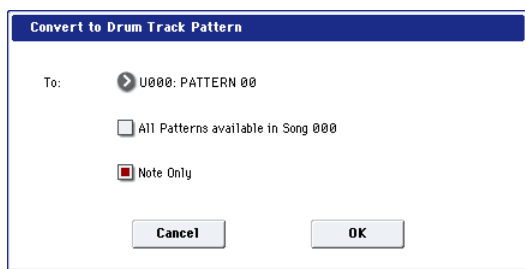 Convert to Drum Track Pattern
To: U000: PATTERN 00
All Patterns available in Song 000
Note Only
Cancel OK